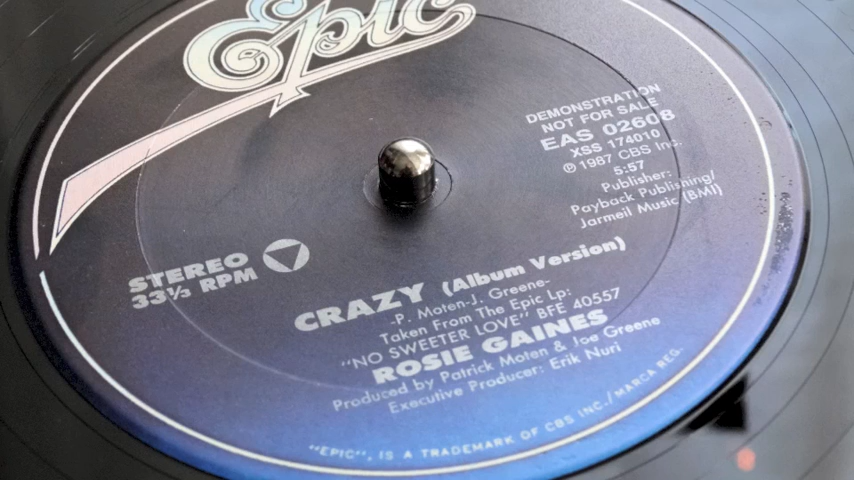 Epic
DEMONSTRATION
NOT FOR SALE
EAS 02608
XSS 174010
℗ 1987 CBS Inc.
5:57
Publisher:
Payback Publishing/
Jarmeil Music (BMI)
STEREO
33⅓ RPM
CRAZY (Album Version)
-P. Moten-J. Greene-
Taken From The Epic Lp:
"NO SWEETER LOVE" BFE 40557
ROSIE GAINES
Produced by Patrick Moten & Joe Greene
Executive Producer: Erik Nuri
"EPIC", IS A TRADEMARK OF CBS INC./MARCA REG.